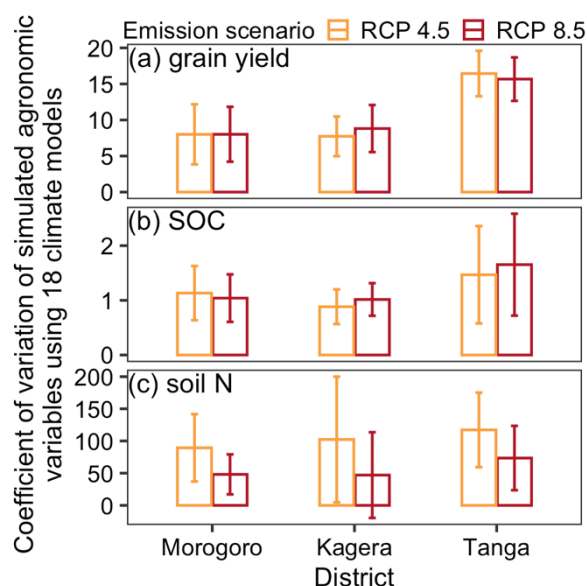 Emission scenario RCP 4.5 RCP 8.5
Coefficient of variation of simulated agronomic
variables using 18 climate models
(a) grain yield
20
15
10
5
0
(b) SOC
2
1
0
(c) soil N
200
150
100
50
0
Morogoro Kagera Tanga
District